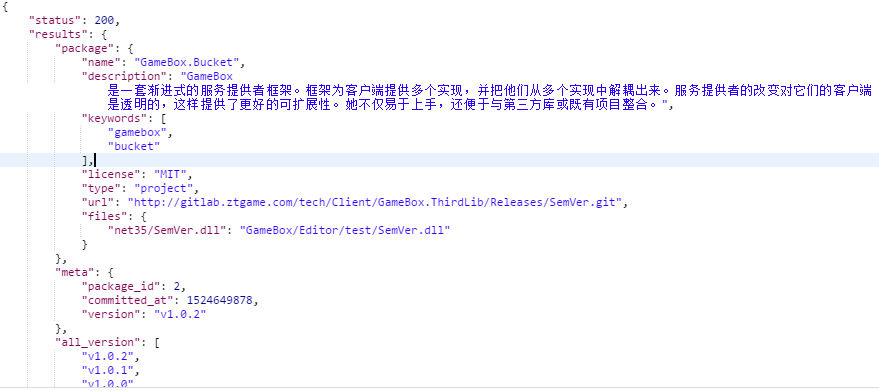 {
"status": 200,
"results": {
"package": {
"name": "GameBox.Bucket",
"description": "GameBox
是一套渐进式的服务提供者框架。框架为客户端提供多个实现，并把他们从多个实现中解耦出来。服务提供者的改变对它们的客户端
是透明的，这样提供了更好的可扩展性。她不仅易于上手，还便于与第三方库或既有项目整合。",
"keywords": [
"gamebox",
"bucket"
],
"license": "MIT",
"type": "project",
"url": "http://gitlab.ztgame.com/tech/Client/GameBox.ThirdLib/Releases/SemVer.git",
"files": {
"net35/SemVer.dll": "GameBox/Editor/test/SemVer.dll"
}
},
"meta": {
"package_id": 2,
"committed_at": 1524649878,
"version": "v1.0.2"
},
"all_version": [
"v1.0.2",
"v1.0.1",
"v1.0.0"